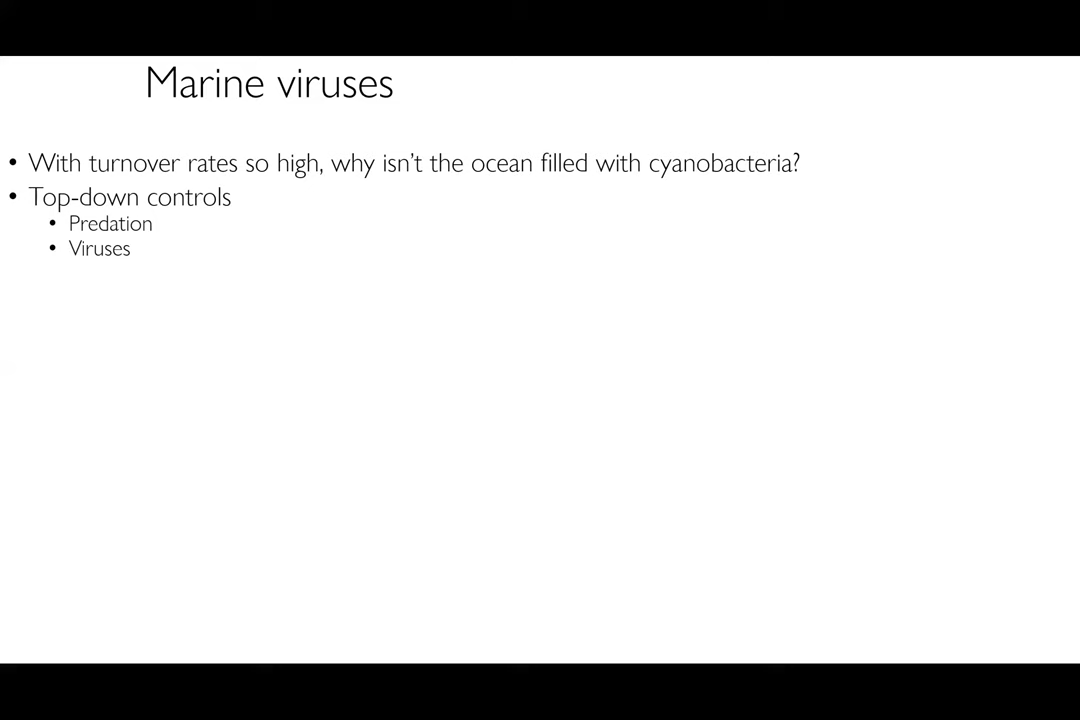 Marine viruses
• With turnover rates so high, why isn’t the ocean filled with cyanobacteria?
• Top-down controls
• Predation
• Viruses